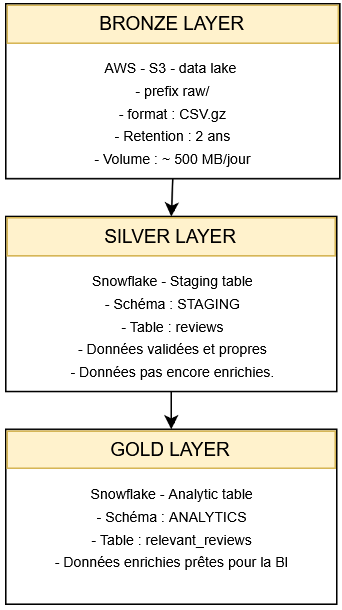 BRONZE LAYER
AWS - S3 - data lake
- prefix raw/
- format : CSV.gz
- Retention : 2 ans
- Volume : ~ 500 MB/jour
SILVER LAYER
Snowflake - Staging table
- Schéma : STAGING
- Table : reviews
- Données validées et propres
- Données pas encore enrichies.
GOLD LAYER
Snowflake - Analytic table
- Schéma : ANALYTICS
- Table : relevant_reviews
- Données enrichies prêtes pour la BI